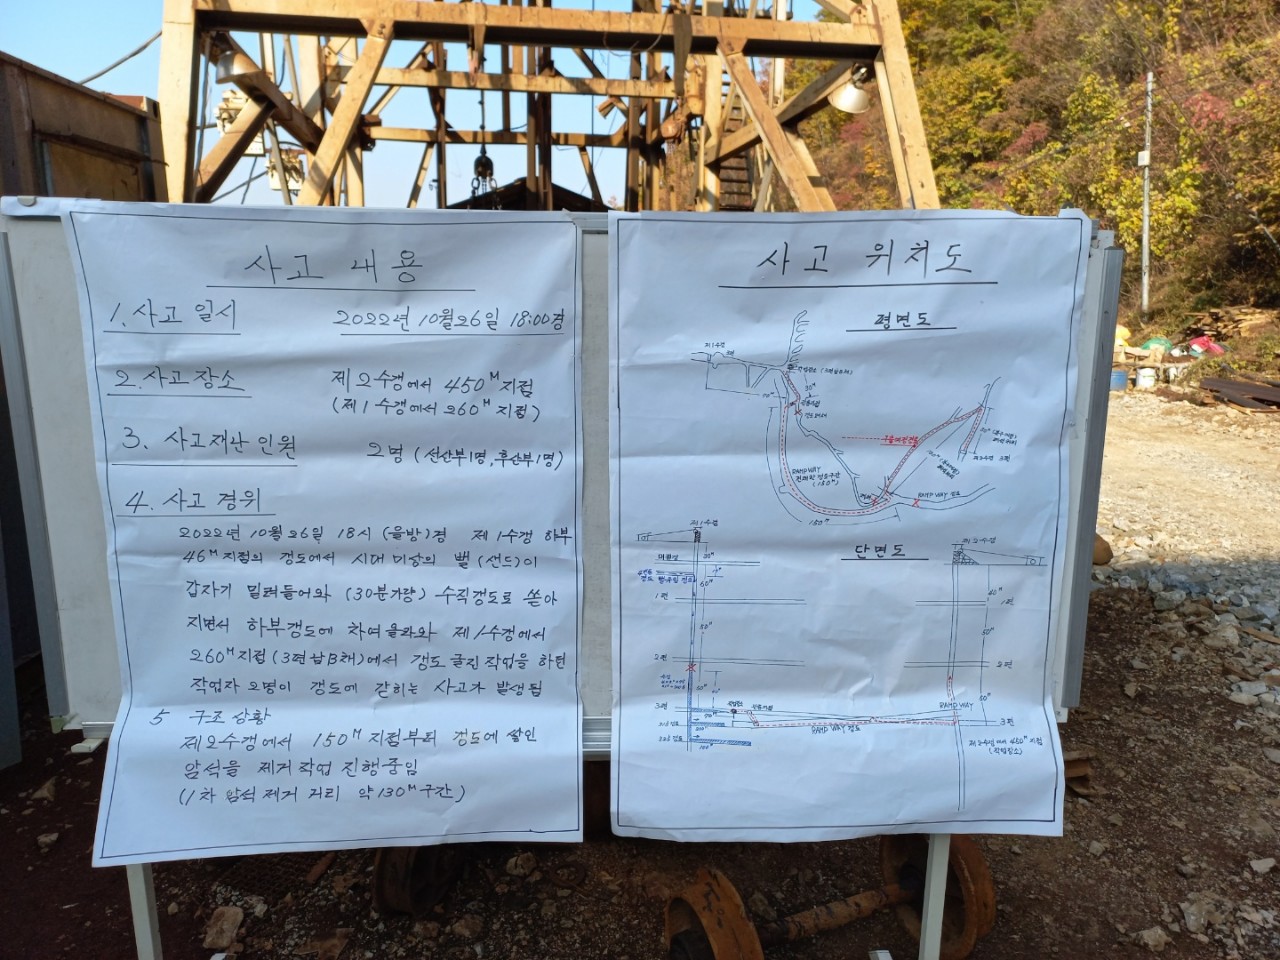 사고 내용
1. 사고 일시 2022년 10월 26일 18:00경
2. 사고 장소 제2수갱에서 450M 지점
(제1수갱에서 260M 지점)
3. 사고재난 인원 2명 (선산부1명, 후산부1명)
4. 사고 경위
2022년 10월 26일 18시 (을방)경 제1수갱 하부
46M 지점의 갱도에서 시대 미상의 뻘 (선도)이
갑자기 밀려들어와 (30분가량) 수직갱도로 쏟아
지면서 하부갱도에 차여올라와 제1수갱에서
260M 지점 (3편 남B채)에서 갱도 굴진 작업을 하던
작업자 2명이 갱도에 갇히는 사고가 발생됨
5 구조 상황
제2수갱에서 150M 지점부터 갱도에 쌓인
암석을 제거작업 진행중임
(1차 암석 제거 거리 약 130M 구간)
사고 위치도
평면도
제1수갱
3편
30M
RAMP WAY
150M
RAMP WAY 갱도
단면도
제1수갱
제2수갱
30M
60M
1편
1편
50M
2편
2편
3편
3편
RAMP WAY
RAMP WAY 갱도
제2수갱에서 450M 지점
(작업장소)